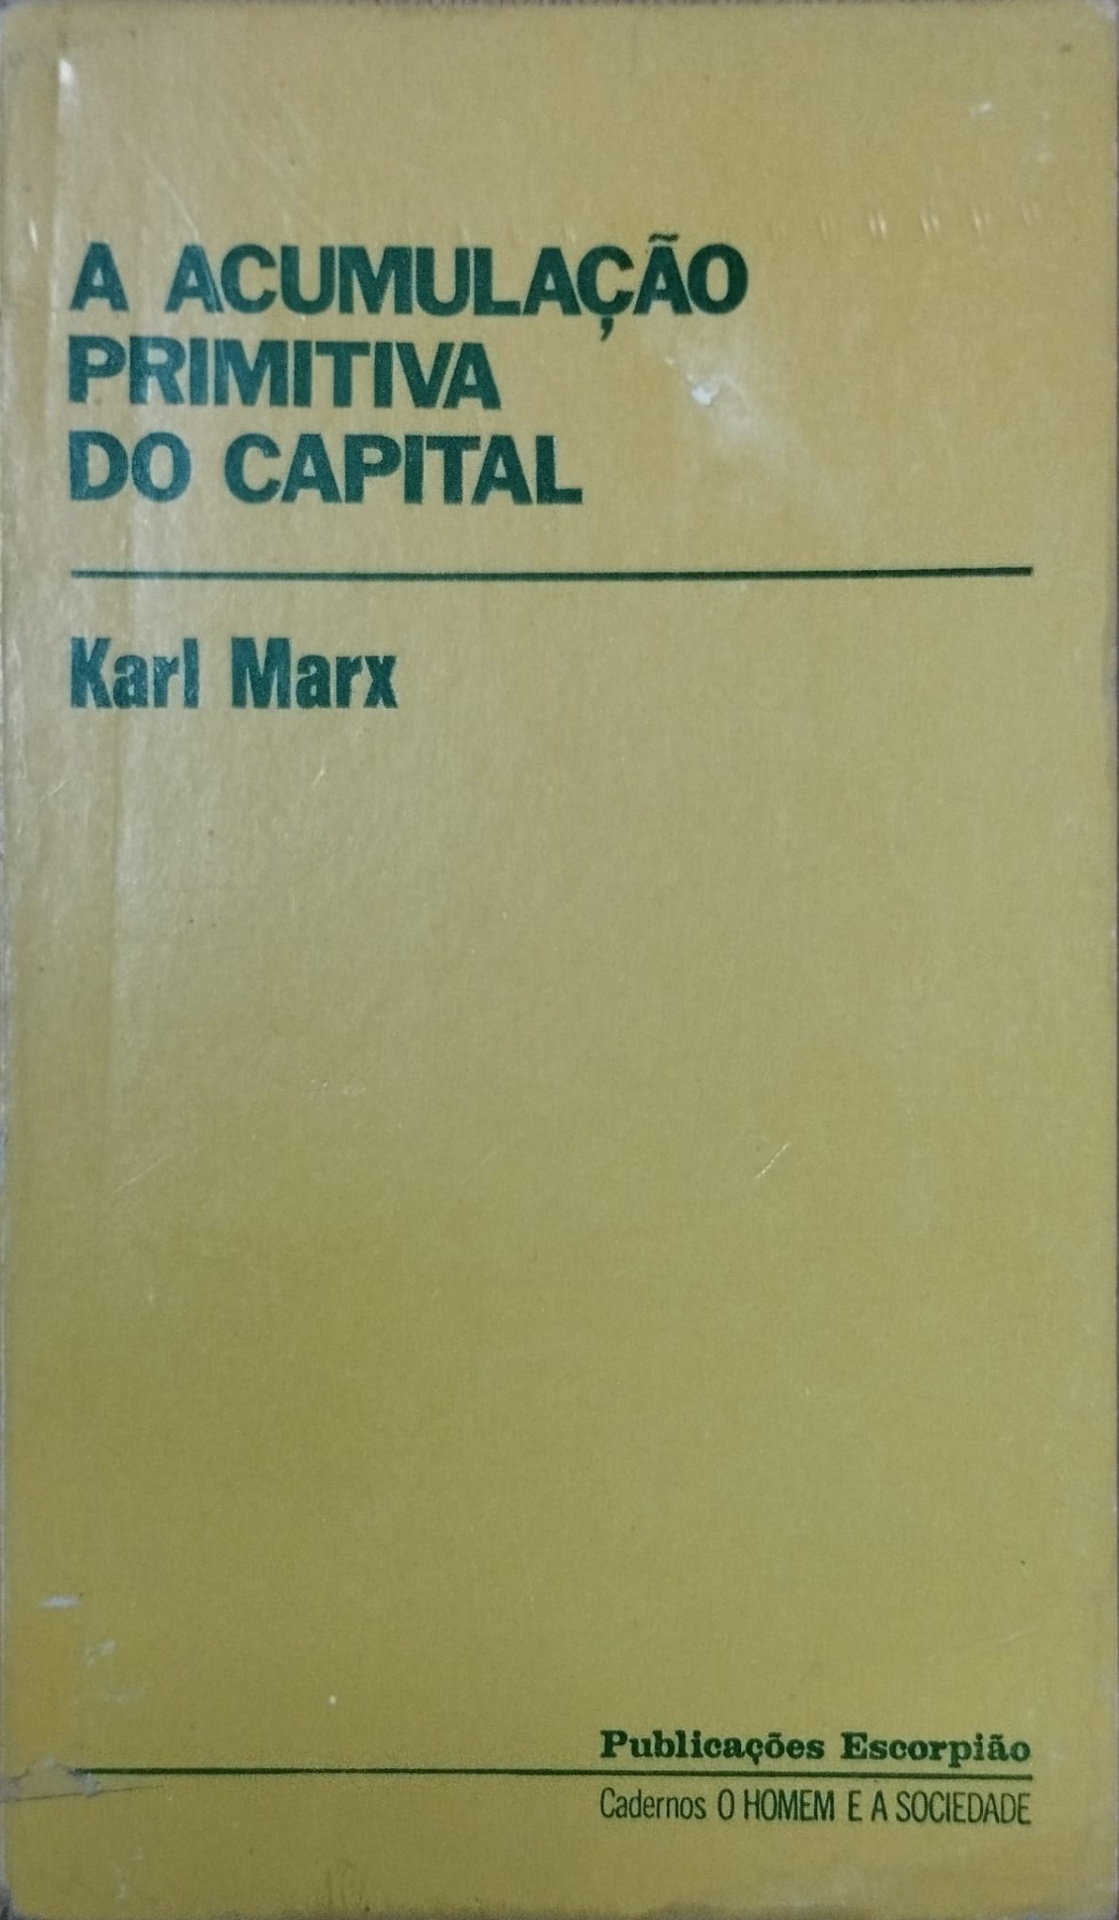 A ACUMULAÇÃO
PRIMITIVA
DO CAPITAL
Karl Marx
Publicações Escorpião
Cadernos O HOMEM E A SOCIEDADE